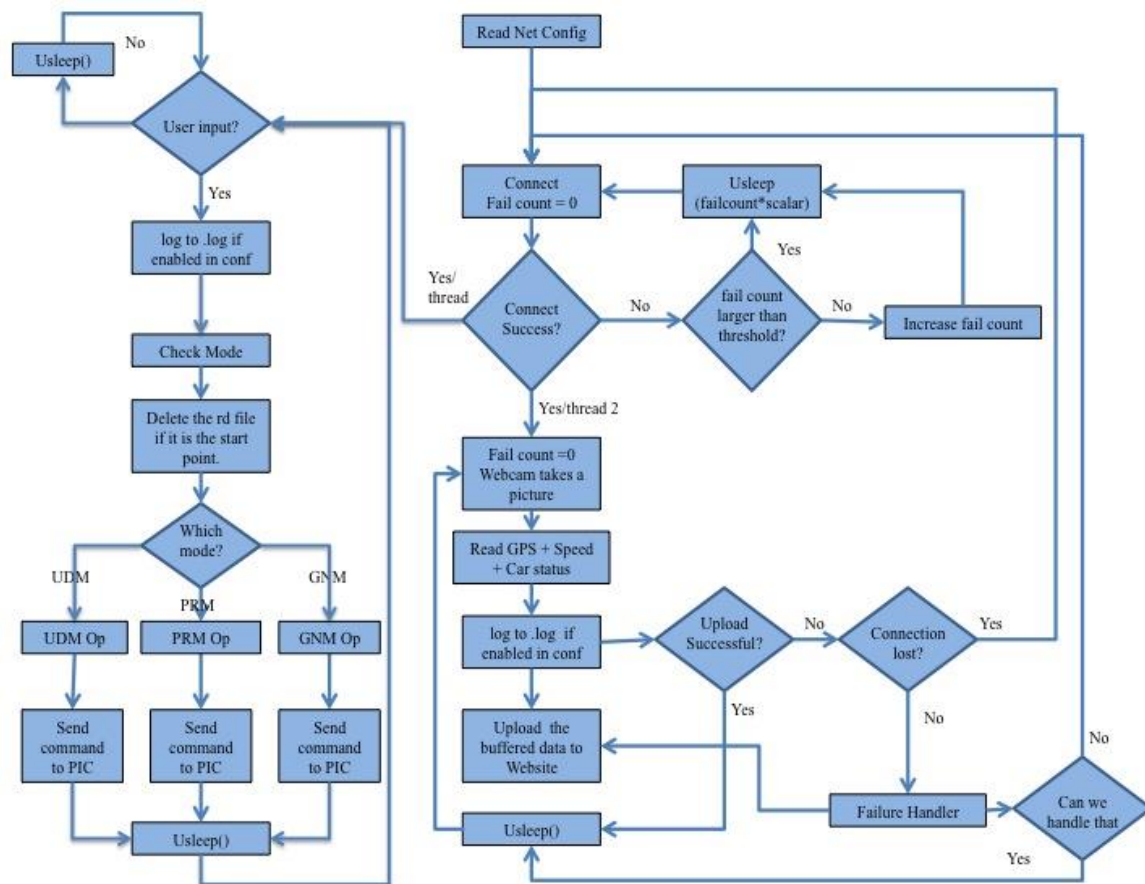 No
Usleep()
User input?
Yes
log to .log if
enabled in conf
Check Mode
Delete the rd file
if it is the start
point.
Which
mode?
UDM
PRM
GNM
UDM Op
PRM Op
GNM Op
Send
command
to PIC
Send
command
to PIC
Send
command
to PIC
Usleep()
Read Net Config
Connect
Fail count = 0
Usleep
(failcount*scalar)
Yes/
thread
Connect
Success?
No
Yes
fail count
larger than
threshold?
No
Increase fail count
Yes/thread 2
Fail count =0
Webcam takes a
picture
Read GPS + Speed
+ Car status
log to .log if
enabled in conf
Upload
Successful?
No
Connection
lost?
Yes
Yes
No
Upload the
buffered data to
Website
No
Failure Handler
Can we
handle that
Usleep()
Yes